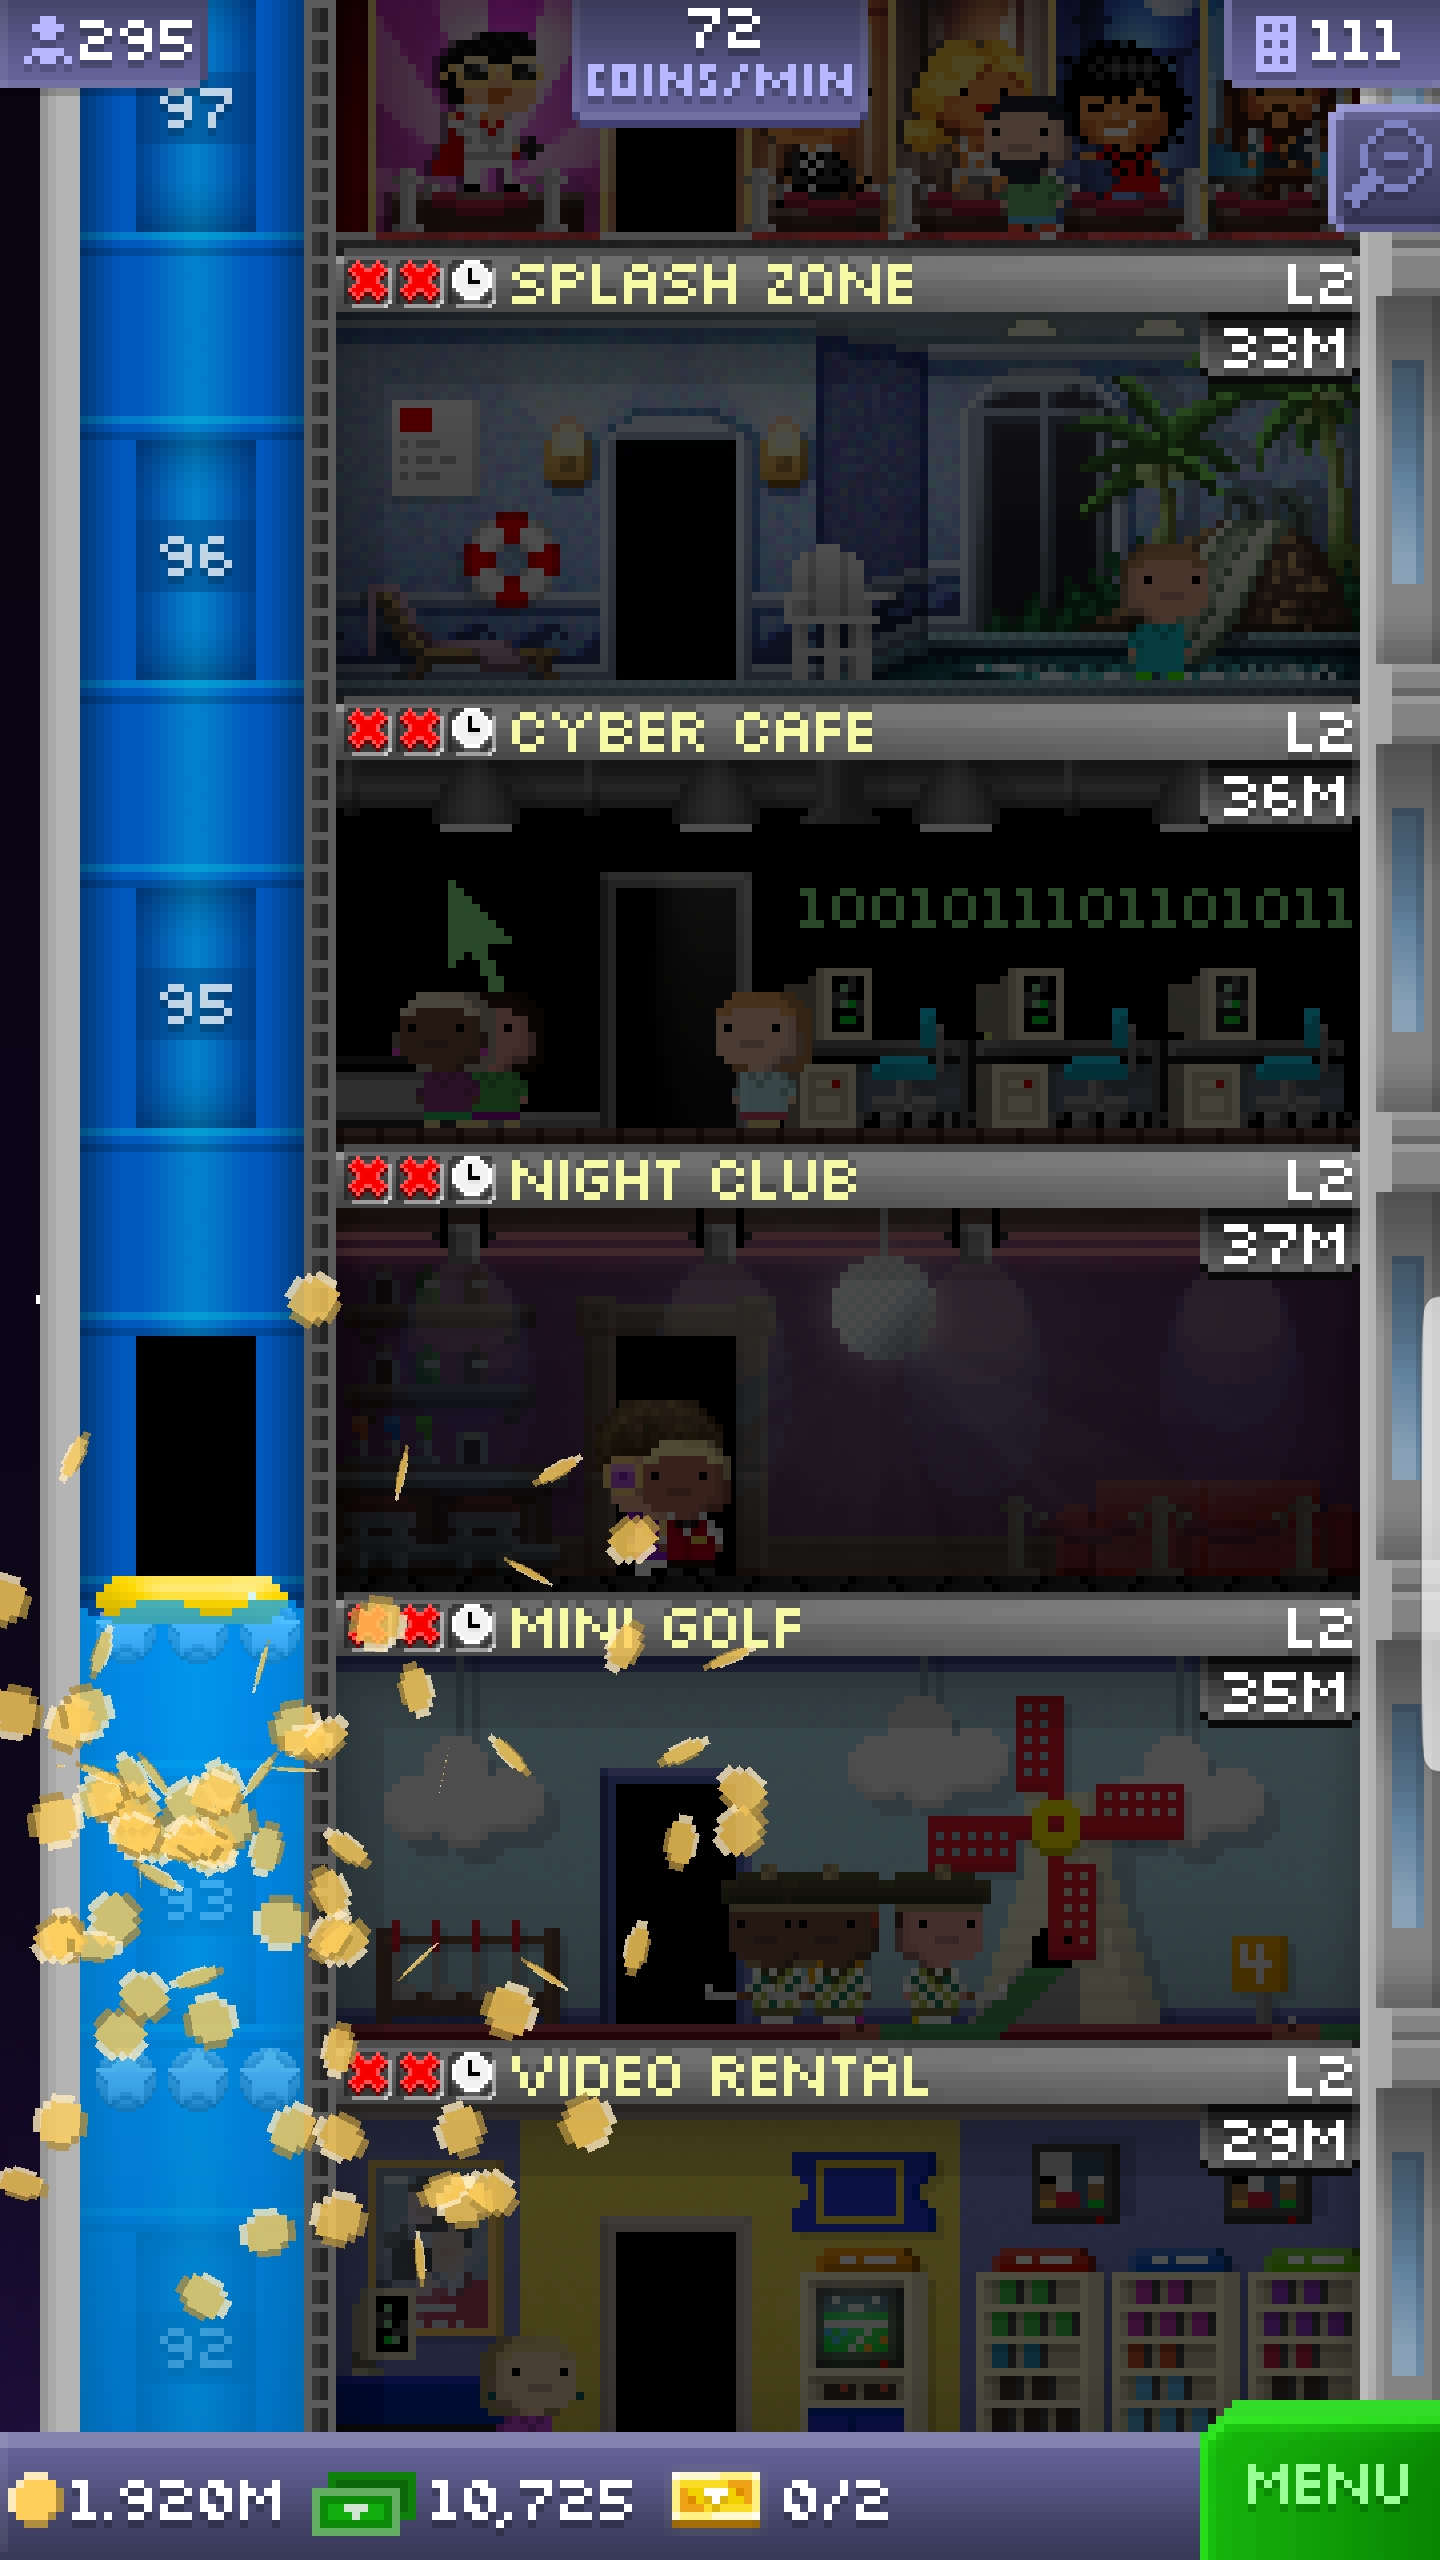 295
72
COINS/MIN
111
97
SPLASH ZONE L2
33M
96
CYBER CAFE L2
36M
1001011101101011
95
NIGHT CLUB L2
37M
MINI GOLF L2
35M
93
4
VIDEO RENTAL L2
29M
92
1.920M 10,725 0/2
MENU